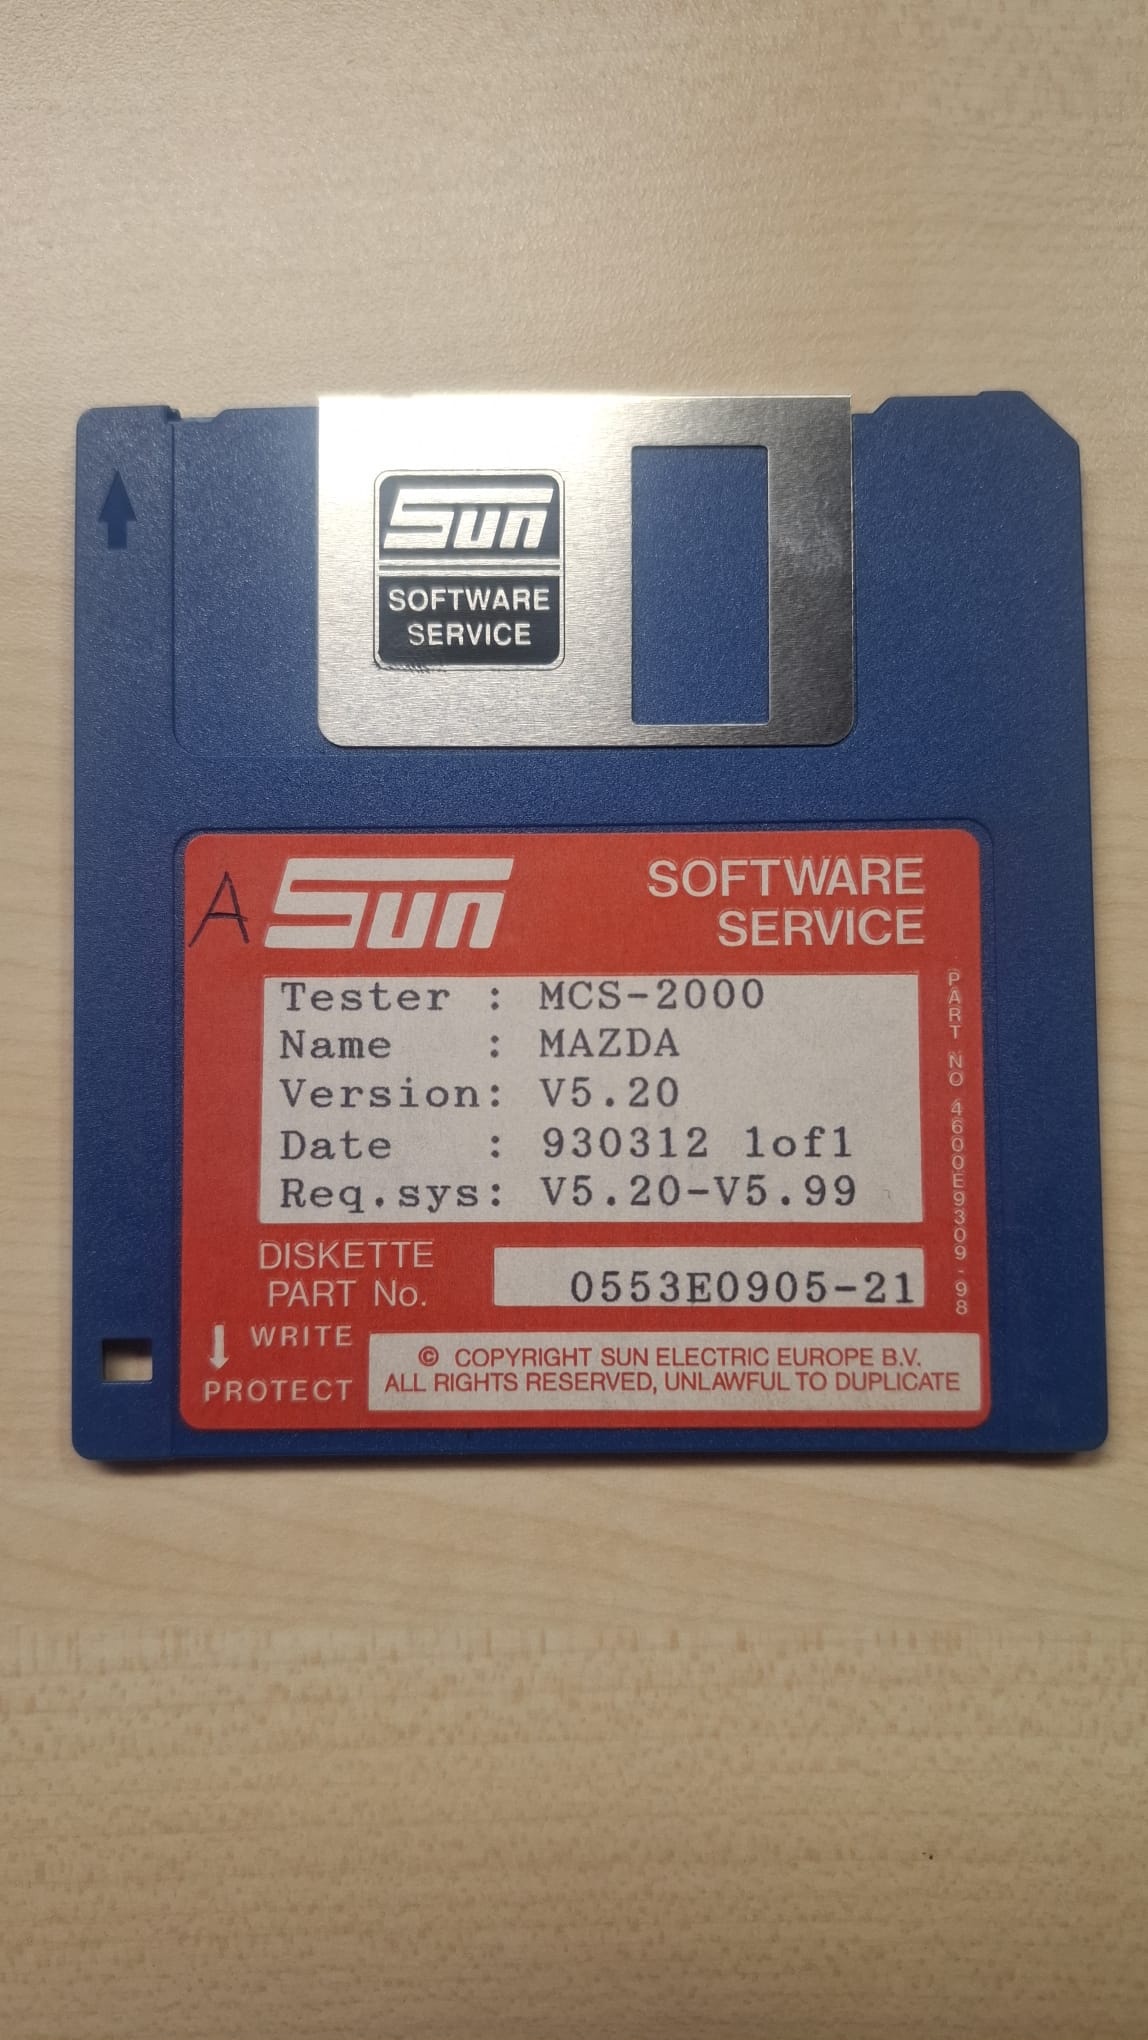 Sun
SOFTWARE
SERVICE
A Sun
SOFTWARE
SERVICE
Tester : MCS-2000
Name : MAZDA
Version: V5.20
Date : 930312 1of1
Req.sys: V5.20-V5.99
PART NO 4600E9309-98
DISKETTE
PART No.
0553E0905-21
WRITE
PROTECT
© COPYRIGHT SUN ELECTRIC EUROPE B.V.
ALL RIGHTS RESERVED, UNLAWFUL TO DUPLICATE